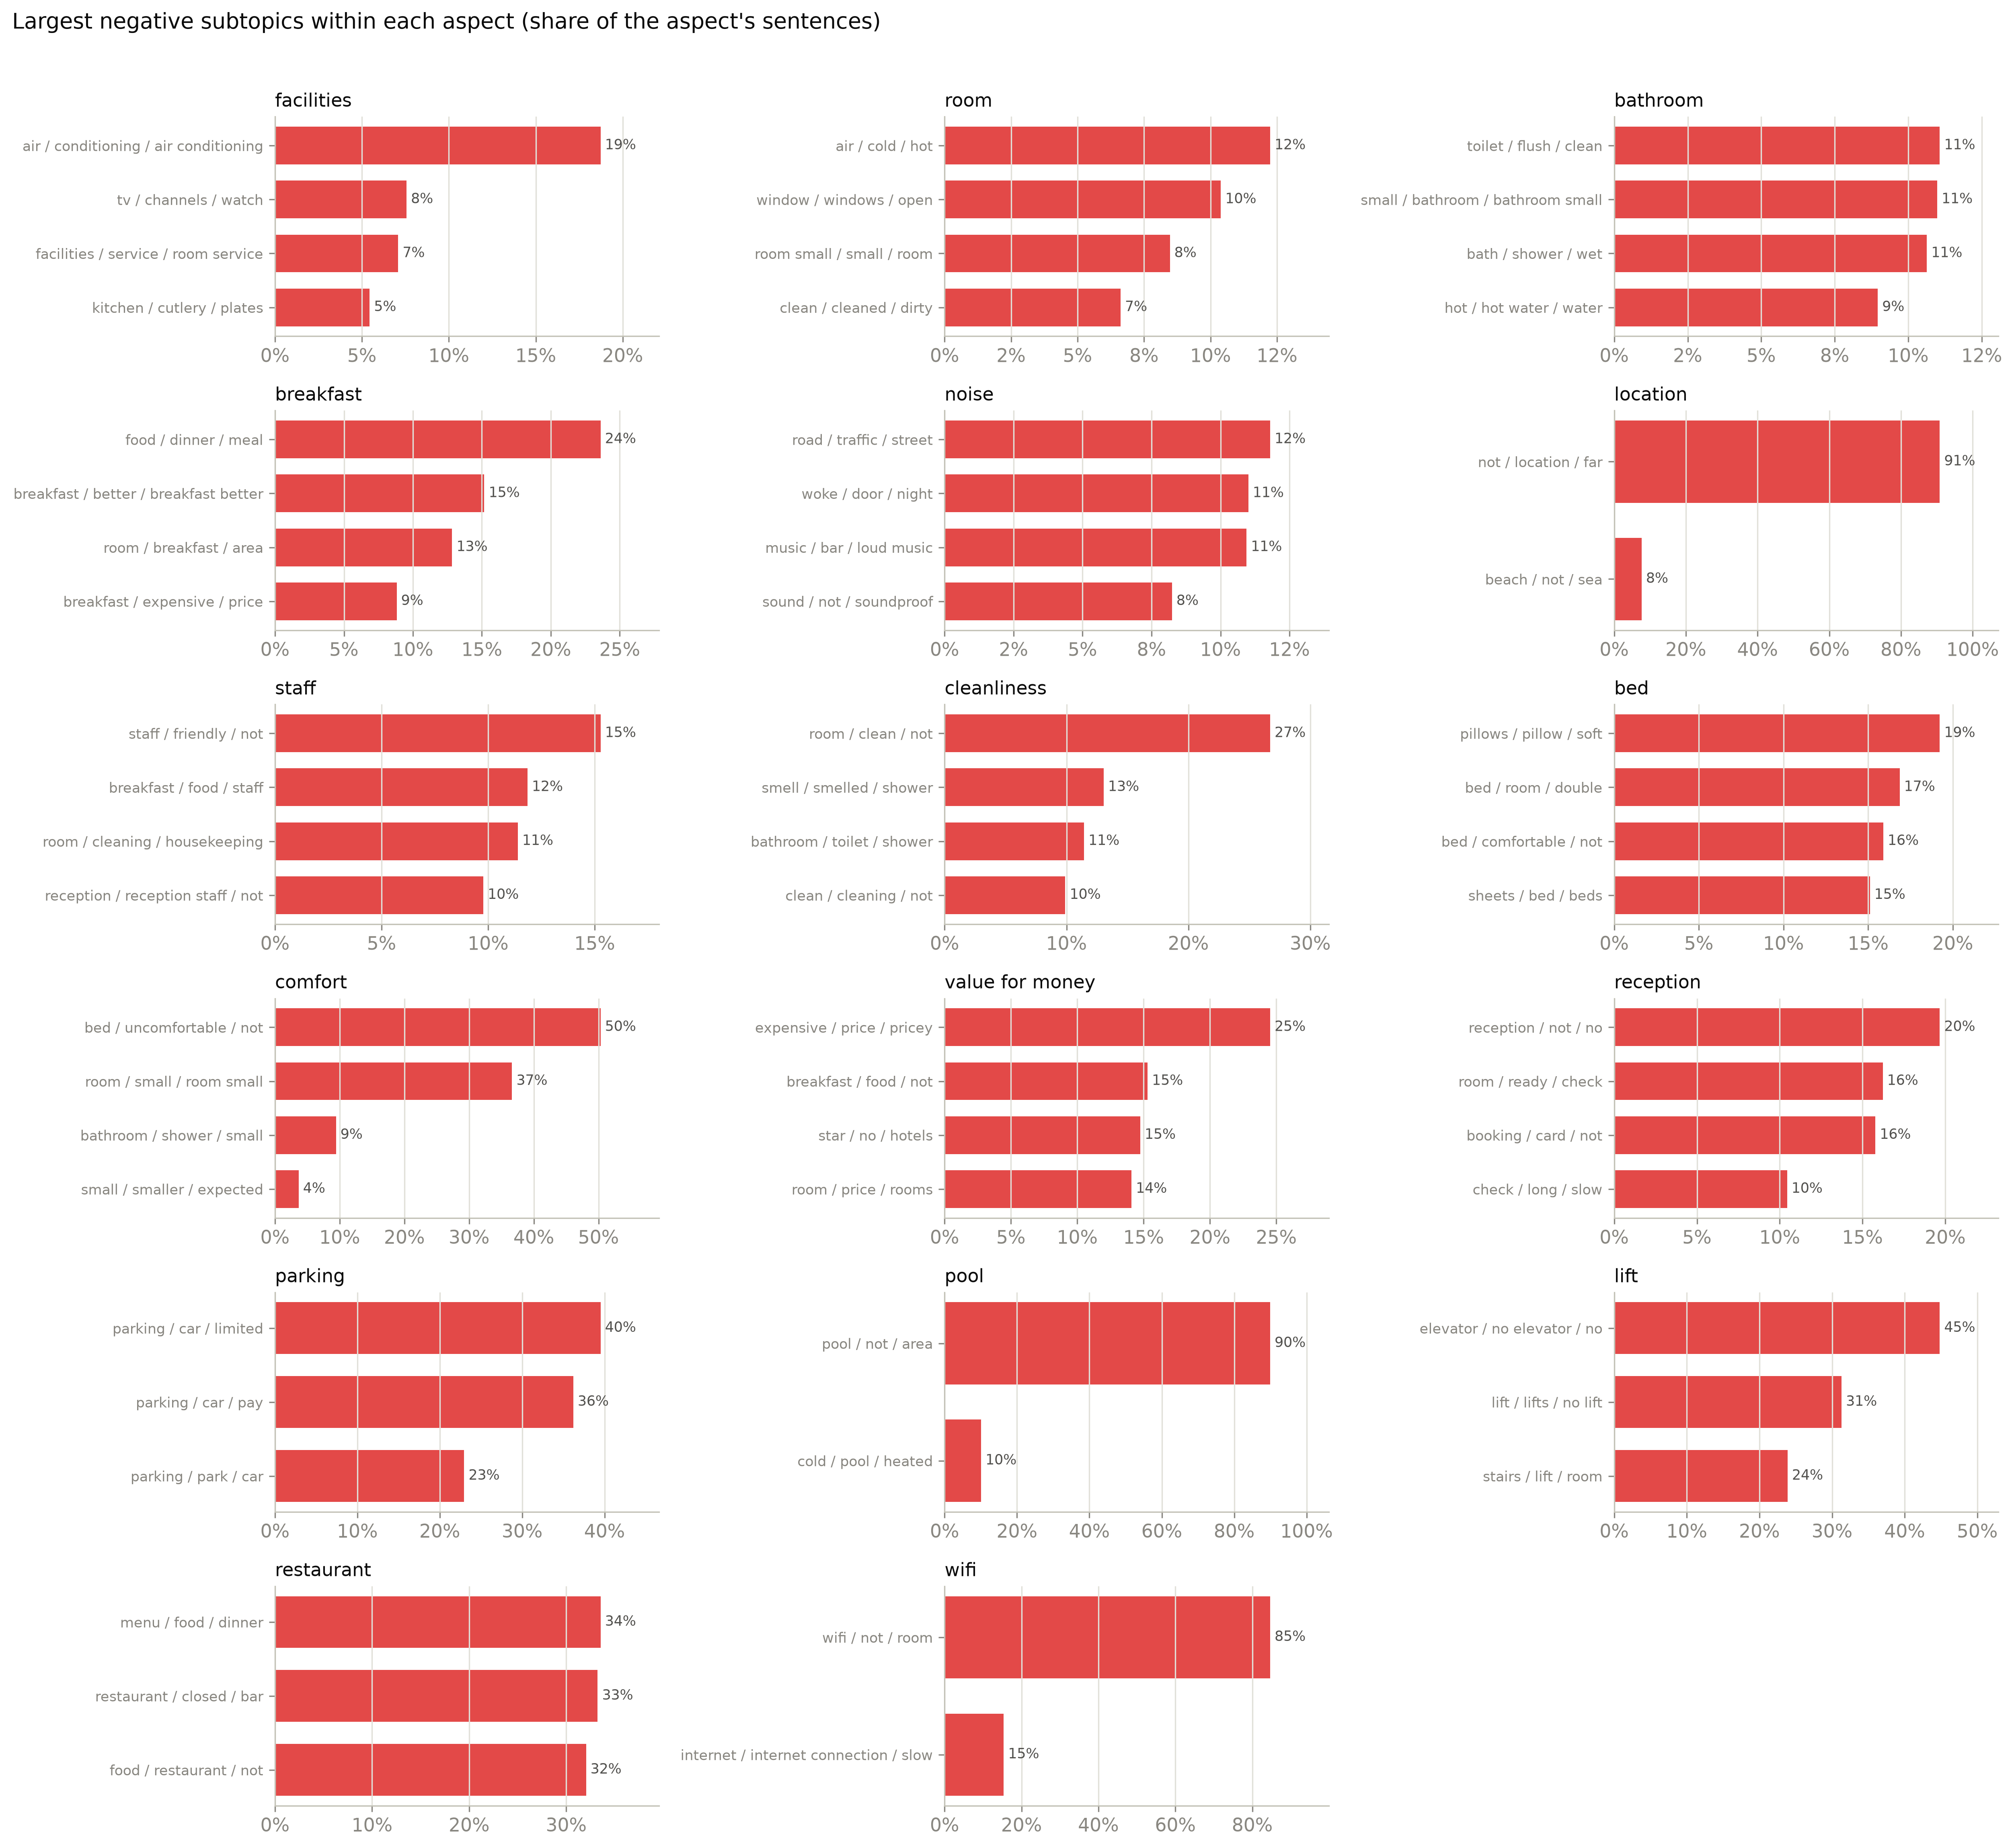 Largest negative subtopics within each aspect (share of the aspect's sentences)
facilities
air / conditioning / air conditioning 19%
tv / channels / watch 8%
facilities / service / room service 7%
kitchen / cutlery / plates 5%
0% 5% 10% 15% 20%
room
air / cold / hot 12%
window / windows / open 10%
room small / small / room 8%
clean / cleaned / dirty 7%
0% 2% 5% 8% 10% 12%
bathroom
toilet / flush / clean 11%
small / bathroom / bathroom small 11%
bath / shower / wet 11%
hot / hot water / water 9%
0% 2% 5% 8% 10% 12%
breakfast
food / dinner / meal 24%
breakfast / better / breakfast better 15%
room / breakfast / area 13%
breakfast / expensive / price 9%
0% 5% 10% 15% 20% 25%
noise
road / traffic / street 12%
woke / door / night 11%
music / bar / loud music 11%
sound / not / soundproof 8%
0% 2% 5% 8% 10% 12%
location
not / location / far 91%
beach / not / sea 8%
0% 20% 40% 60% 80% 100%
staff
staff / friendly / not 15%
breakfast / food / staff 12%
room / cleaning / housekeeping 11%
reception / reception staff / not 10%
0% 5% 10% 15%
cleanliness
room / clean / not 27%
smell / smelled / shower 13%
bathroom / toilet / shower 11%
clean / cleaning / not 10%
0% 10% 20% 30%
bed
pillows / pillow / soft 19%
bed / room / double 17%
bed / comfortable / not 16%
sheets / bed / beds 15%
0% 5% 10% 15% 20%
comfort
bed / uncomfortable / not 50%
room / small / room small 37%
bathroom / shower / small 9%
small / smaller / expected 4%
0% 10% 20% 30% 40% 50%
value for money
expensive / price / pricey 25%
breakfast / food / not 15%
star / no / hotels 15%
room / price / rooms 14%
0% 5% 10% 15% 20% 25%
reception
reception / not / no 20%
room / ready / check 16%
booking / card / not 16%
check / long / slow 10%
0% 5% 10% 15% 20%
parking
parking / car / limited 40%
parking / car / pay 36%
parking / park / car 23%
0% 10% 20% 30% 40%
pool
pool / not / area 90%
cold / pool / heated 10%
0% 20% 40% 60% 80% 100%
lift
elevator / no elevator / no 45%
lift / lifts / no lift 31%
stairs / lift / room 24%
0% 10% 20% 30% 40% 50%
restaurant
menu / food / dinner 34%
restaurant / closed / bar 33%
food / restaurant / not 32%
0% 10% 20% 30%
wifi
wifi / not / room 85%
internet / internet connection / slow 15%
0% 20% 40% 60% 80%